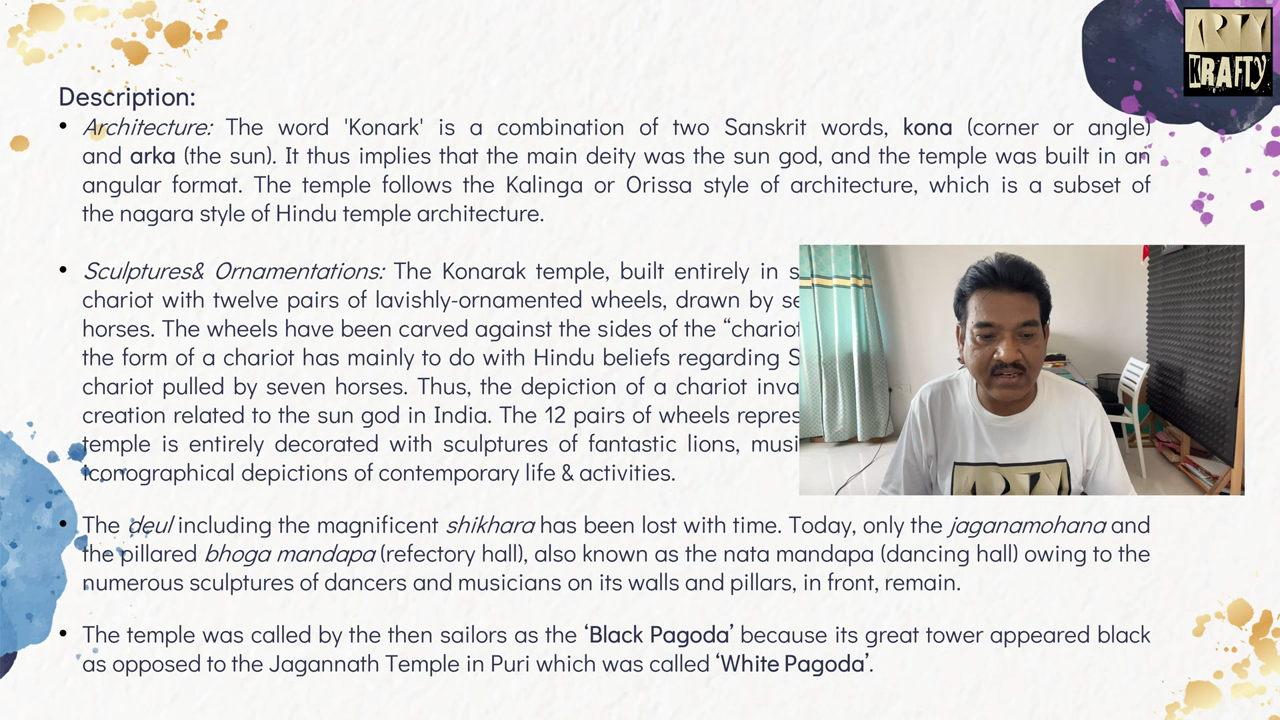 ARTY
KRAFTY
Description:
• Architecture: The word 'Konark' is a combination of two Sanskrit words, kona (corner or angle)
and arka (the sun). It thus implies that the main deity was the sun god, and the temple was built in an
angular format. The temple follows the Kalinga or Orissa style of architecture, which is a subset of
the nagara style of Hindu temple architecture.
• Sculptures& Ornamentations: The Konarak temple, built entirely in
chariot with twelve pairs of lavishly-ornamented wheels, drawn by
horses. The wheels have been carved against the sides of the “chariot
the form of a chariot has mainly to do with Hindu beliefs regarding
chariot pulled by seven horses. Thus, the depiction of a chariot
creation related to the sun god in India. The 12 pairs of wheels
temple is entirely decorated with sculptures of fantastic lions,
iconographical depictions of contemporary life & activities.
• The deul including the magnificent shikhara has been lost with time. Today, only the jaganamohana and
the pillared bhoga mandapa (refectory hall), also known as the nata mandapa (dancing hall) owing to the
numerous sculptures of dancers and musicians on its walls and pillars, in front, remain.
• The temple was called by the then sailors as the ‘Black Pagoda’ because its great tower appeared black
as opposed to the Jagannath Temple in Puri which was called ‘White Pagoda’.